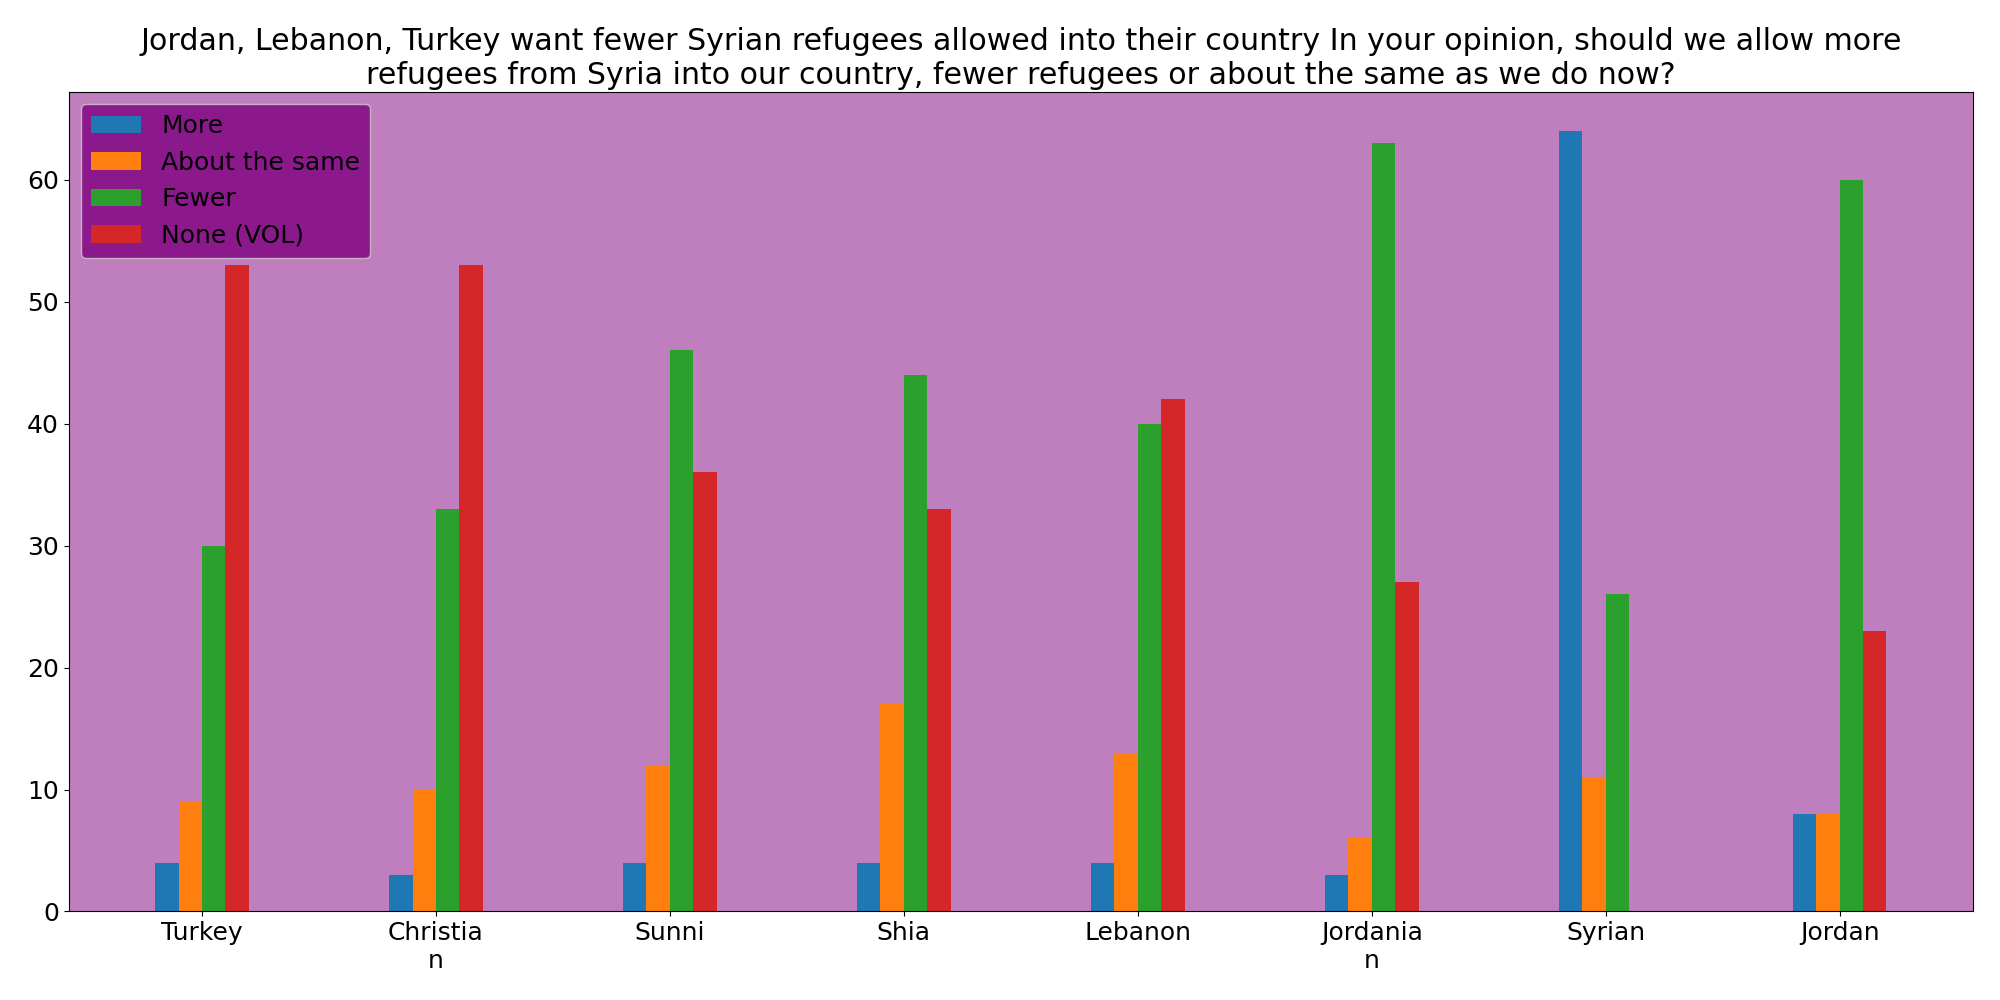 Jordan, Lebanon, Turkey want fewer Syrian refugees allowed into their country In your opinion, should we allow more
refugees from Syria into our country, fewer refugees or about the same as we do now?
More
About the same
Fewer
None (VOL)
60
50
40
30
20
10
0
Turkey
Christia
n
Sunni
Shia
Lebanon
Jordania
n
Syrian
Jordan